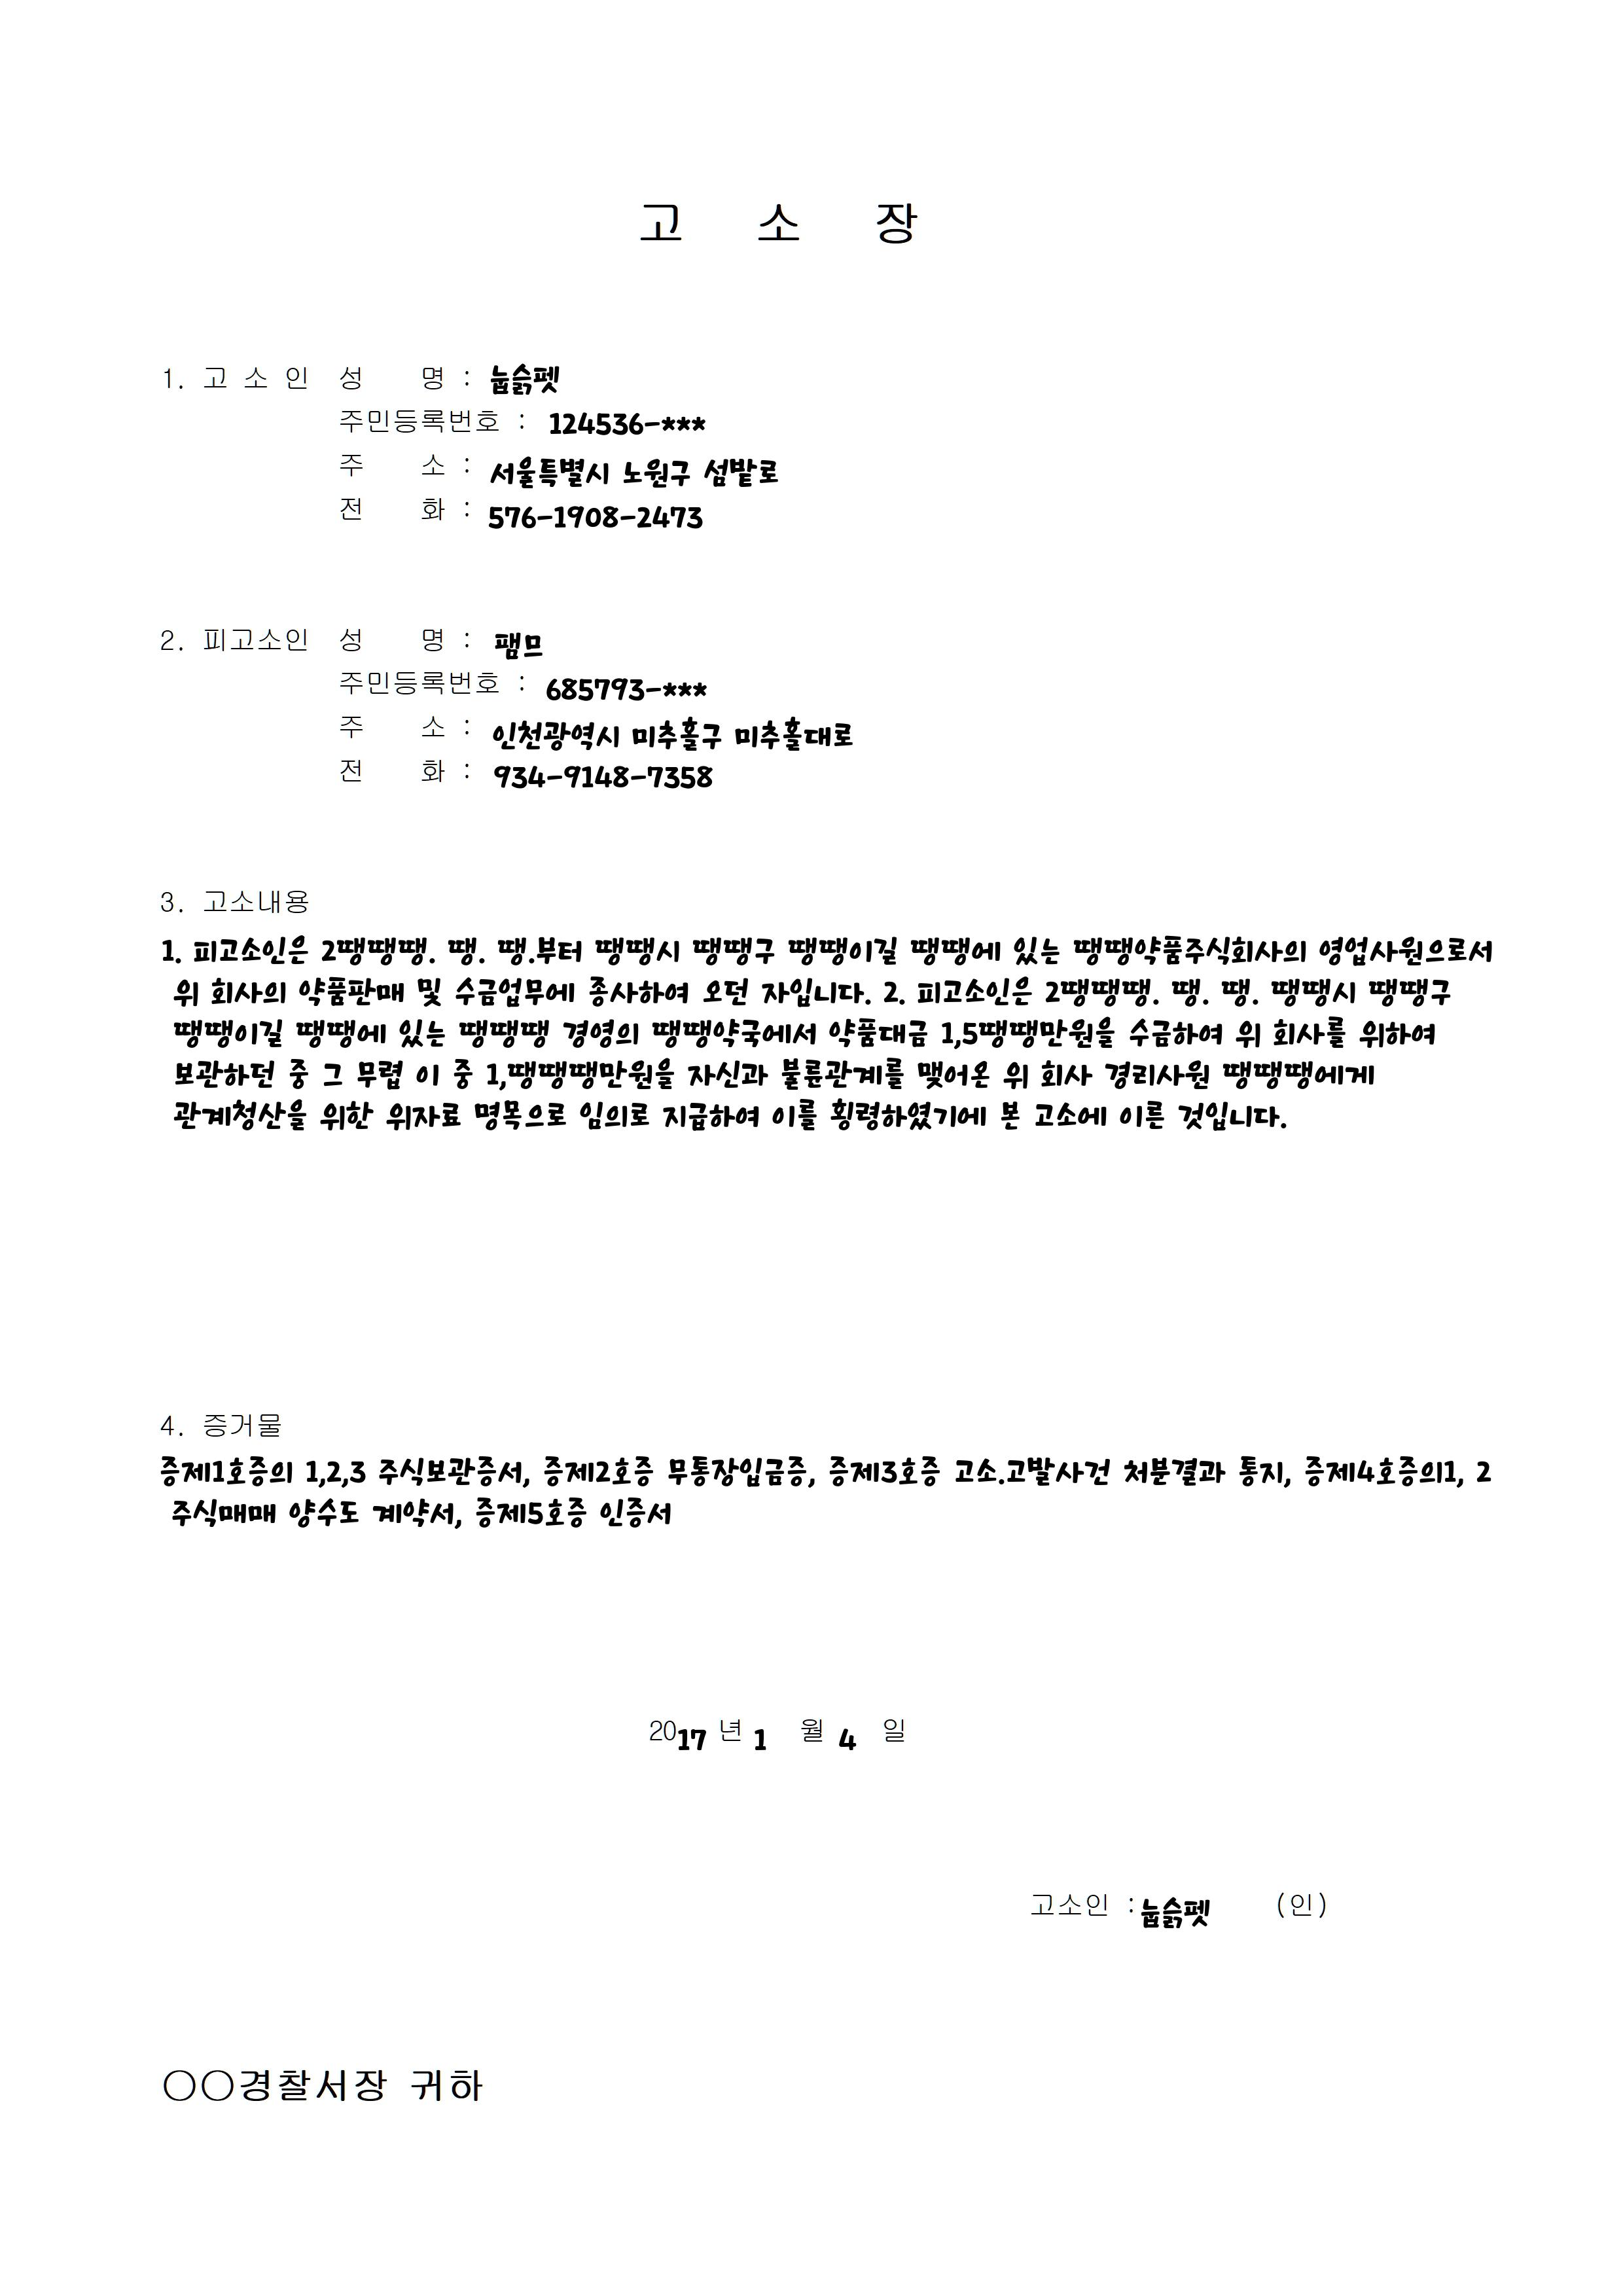 고 소 장
1. 고 소 인 성 명 : 눕슭펫
주민등록번호 : 124536-***
주 소 : 서울특별시 노원구 섬밭로
전 화 : 576-1908-2473
2. 피고소인 성 명 : 팸므
주민등록번호 : 685793-***
주 소 : 인천광역시 미추홀구 미추홀대로
전 화 : 934-9148-7358
3. 고소내용
1. 피고소인은 2땡땡땡. 땡. 땡.부터 땡땡시 땡땡구 땡땡이길 땡땡에 있는 땡땡약품주식회사의 영업사원으로서
위 회사의 약품판매 및 수금업무에 종사하여 오던 자입니다. 2. 피고소인은 2땡땡땡. 땡. 땡. 땡땡시 땡땡구
땡땡이길 땡땡에 있는 땡땡땡 경영의 땡땡약국에서 약품대금 1,5땡땡만원을 수금하여 위 회사를 위하여
보관하던 중 그 무렵 이 중 1,땡땡땡만원을 자신과 불륜관계를 맺어온 위 회사 경리사원 땡땡땡에게
관계청산을 위한 위자료 명목으로 임의로 지급하여 이를 횡령하였기에 본 고소에 이른 것입니다.
4. 증거물
증제1호증의 1,2,3 주식보관증서, 증제2호증 무통장입금증, 증제3호증 고소.고발사건 처분결과 통지, 증제4호증의1, 2
주식매매 양수도 계약서, 증제5호증 인증서
2017 년 1 월 4 일
고소인 : 눕슭펫 (인)
○○경찰서장 귀하